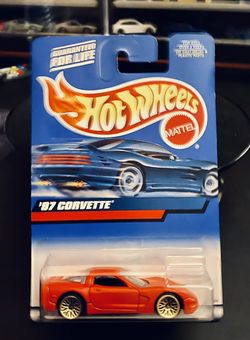 GUARANTEED
FOR LIFE
Hot Wheels
MATTEL
'97 CORVETTE